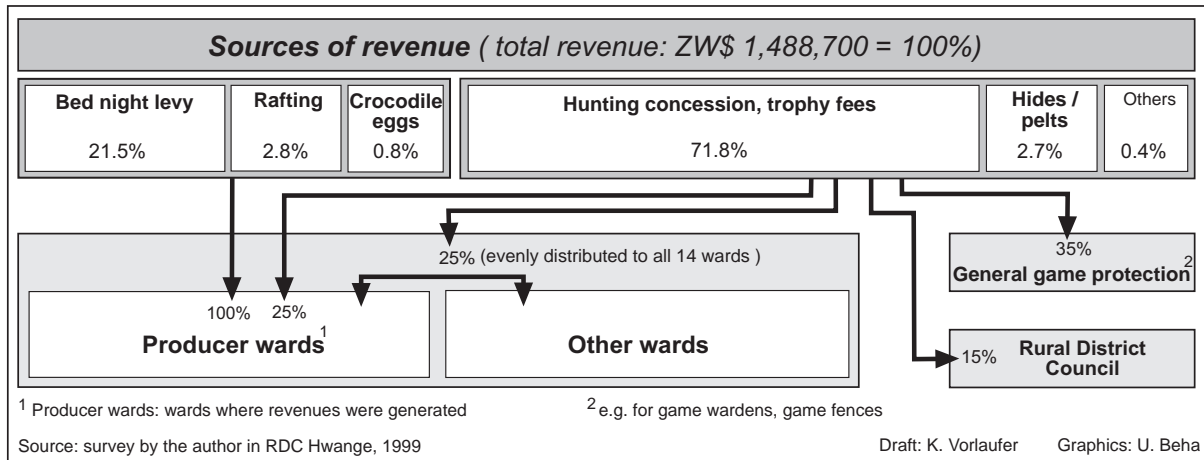 Sources of revenue ( total revenue: ZW$ 1,488,700 = 100%)
Bed night levy
21.5%
Rafting
2.8%
Crocodile
eggs
0.8%
Hunting concession, trophy fees
71.8%
Hides /
pelts
2.7%
Others
0.4%
25% (evenly distributed to all 14 wards )
100%
25%
Producer wards 1
Other wards
35%
General game protection 2
15%
Rural District
Council
1 Producer wards: wards where revenues were generated
2 e.g. for game wardens, game fences
Source: survey by the author in RDC Hwange, 1999
Draft: K. Vorlaufer
Graphics: U. Beha